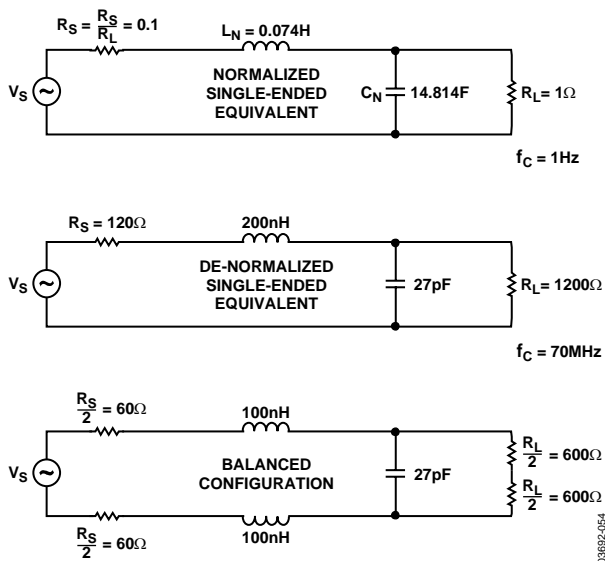 R_S = R_S/R_L = 0.1
L_N = 0.074H
V_S
NORMALIZED
SINGLE-ENDED
EQUIVALENT
C_N
14.814F
R_L = 1Ω
f_C = 1Hz
R_S = 120Ω
200nH
V_S
DE-NORMALIZED
SINGLE-ENDED
EQUIVALENT
27pF
R_L = 1200Ω
f_C = 70MHz
R_S/2 = 60Ω
100nH
V_S
BALANCED
CONFIGURATION
27pF
R_L/2 = 600Ω
R_L/2 = 600Ω
R_S/2 = 60Ω
100nH
03692-054